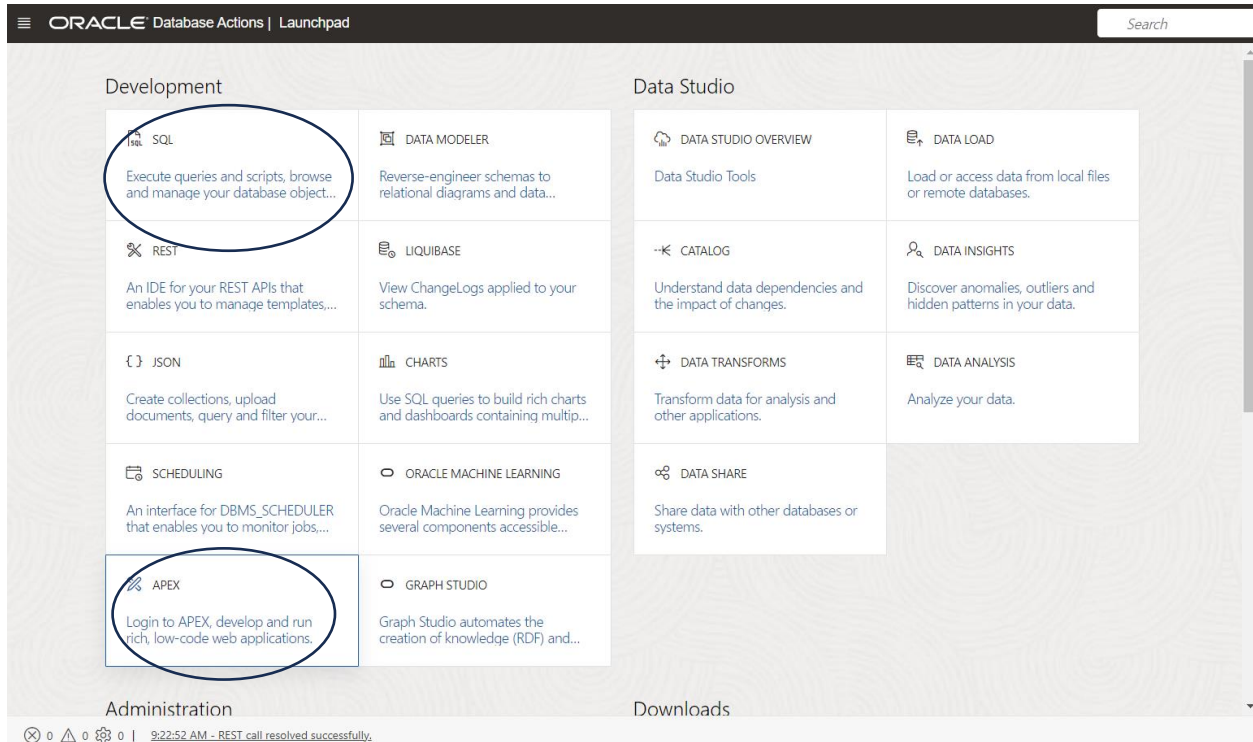 ORACLE Database Actions | Launchpad
Search
Development
SQL
Execute queries and scripts, browse
and manage your database object...
DATA MODELER
Reverse-engineer schemas to
relational diagrams and data...
REST
An IDE for your REST APIs that
enables you to manage templates,...
LIQUIBASE
View ChangeLogs applied to your
schema.
{ } JSON
Create collections, upload
documents, query and filter your...
CHARTS
Use SQL queries to build rich charts
and dashboards containing multip...
SCHEDULING
An interface for DBMS_SCHEDULER
that enables you to monitor jobs,...
ORACLE MACHINE LEARNING
Oracle Machine Learning provides
several components accessible...
APEX
Login to APEX, develop and run
rich, low-code web applications.
GRAPH STUDIO
Graph Studio automates the
creation of knowledge (RDF) and...
Data Studio
DATA STUDIO OVERVIEW
Data Studio Tools
DATA LOAD
Load or access data from local files
or remote databases.
CATALOG
Understand data dependencies and
the impact of changes.
DATA INSIGHTS
Discover anomalies, outliers and
hidden patterns in your data.
DATA TRANSFORMS
Transform data for analysis and
other applications.
DATA ANALYSIS
Analyze your data.
DATA SHARE
Share data with other databases or
systems.
Administration
Downloads
0 0 0 | 9:22:52 AM - REST call resolved successfully.